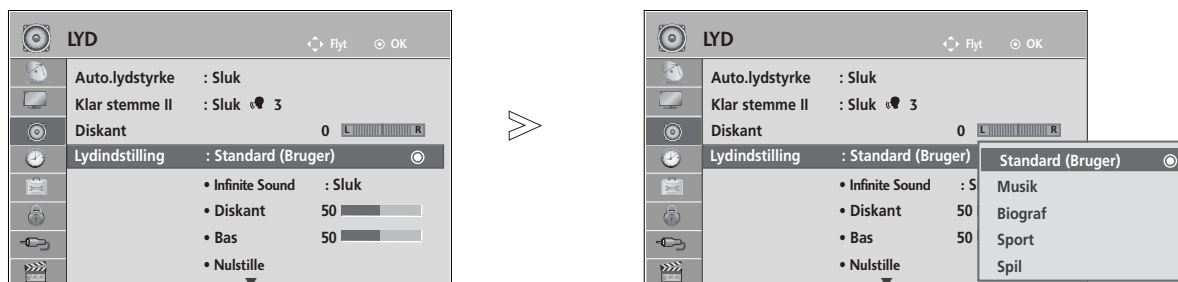 LYD
Flyt OK
Auto.lydstyrke : Sluk
Klar stemme II : Sluk 3
Diskant 0 L R
Lydindstilling : Standard (Bruger)
• Infinite Sound : Sluk
• Diskant 50
• Bas 50
• Nulstille
LYD
Flyt OK
Auto.lydstyrke : Sluk
Klar stemme II : Sluk 3
Diskant 0 L R
Lydindstilling : Standard (Bruger)
• Infinite Sound : S
• Diskant 50
• Bas 50
• Nulstille
Standard (Bruger)
Musik
Biograf
Sport
Spil